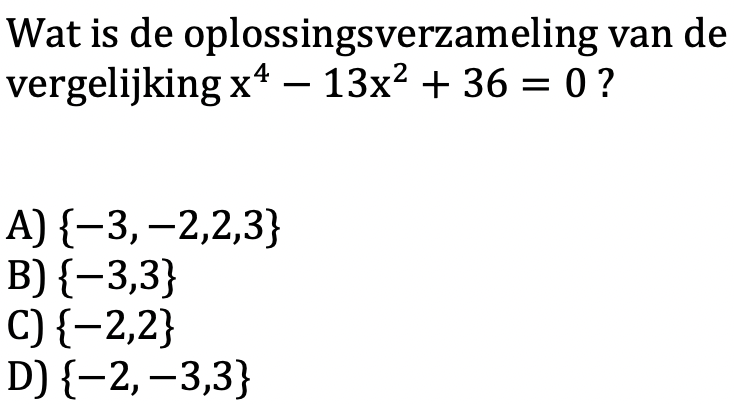 Wat is de oplossingsverzameling van de
vergelijking x⁴ − 13x² + 36 = 0 ?
A) {−3, −2,2,3}
B) {−3,3}
C) {−2,2}
D) {−2, −3,3}